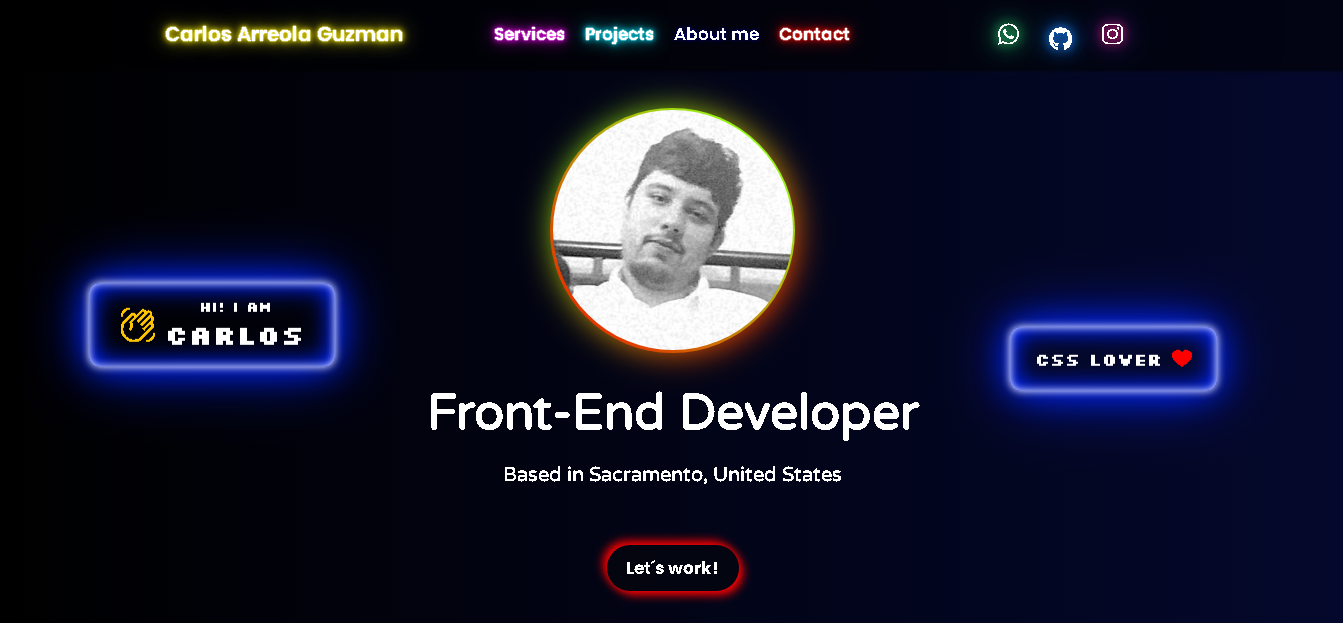 Carlos Arreola Guzman
Services Projects About me Contact
HI! I AM
CARLOS
CSS LOVER
Front-End Developer
Based in Sacramento, United States
Let´s work!